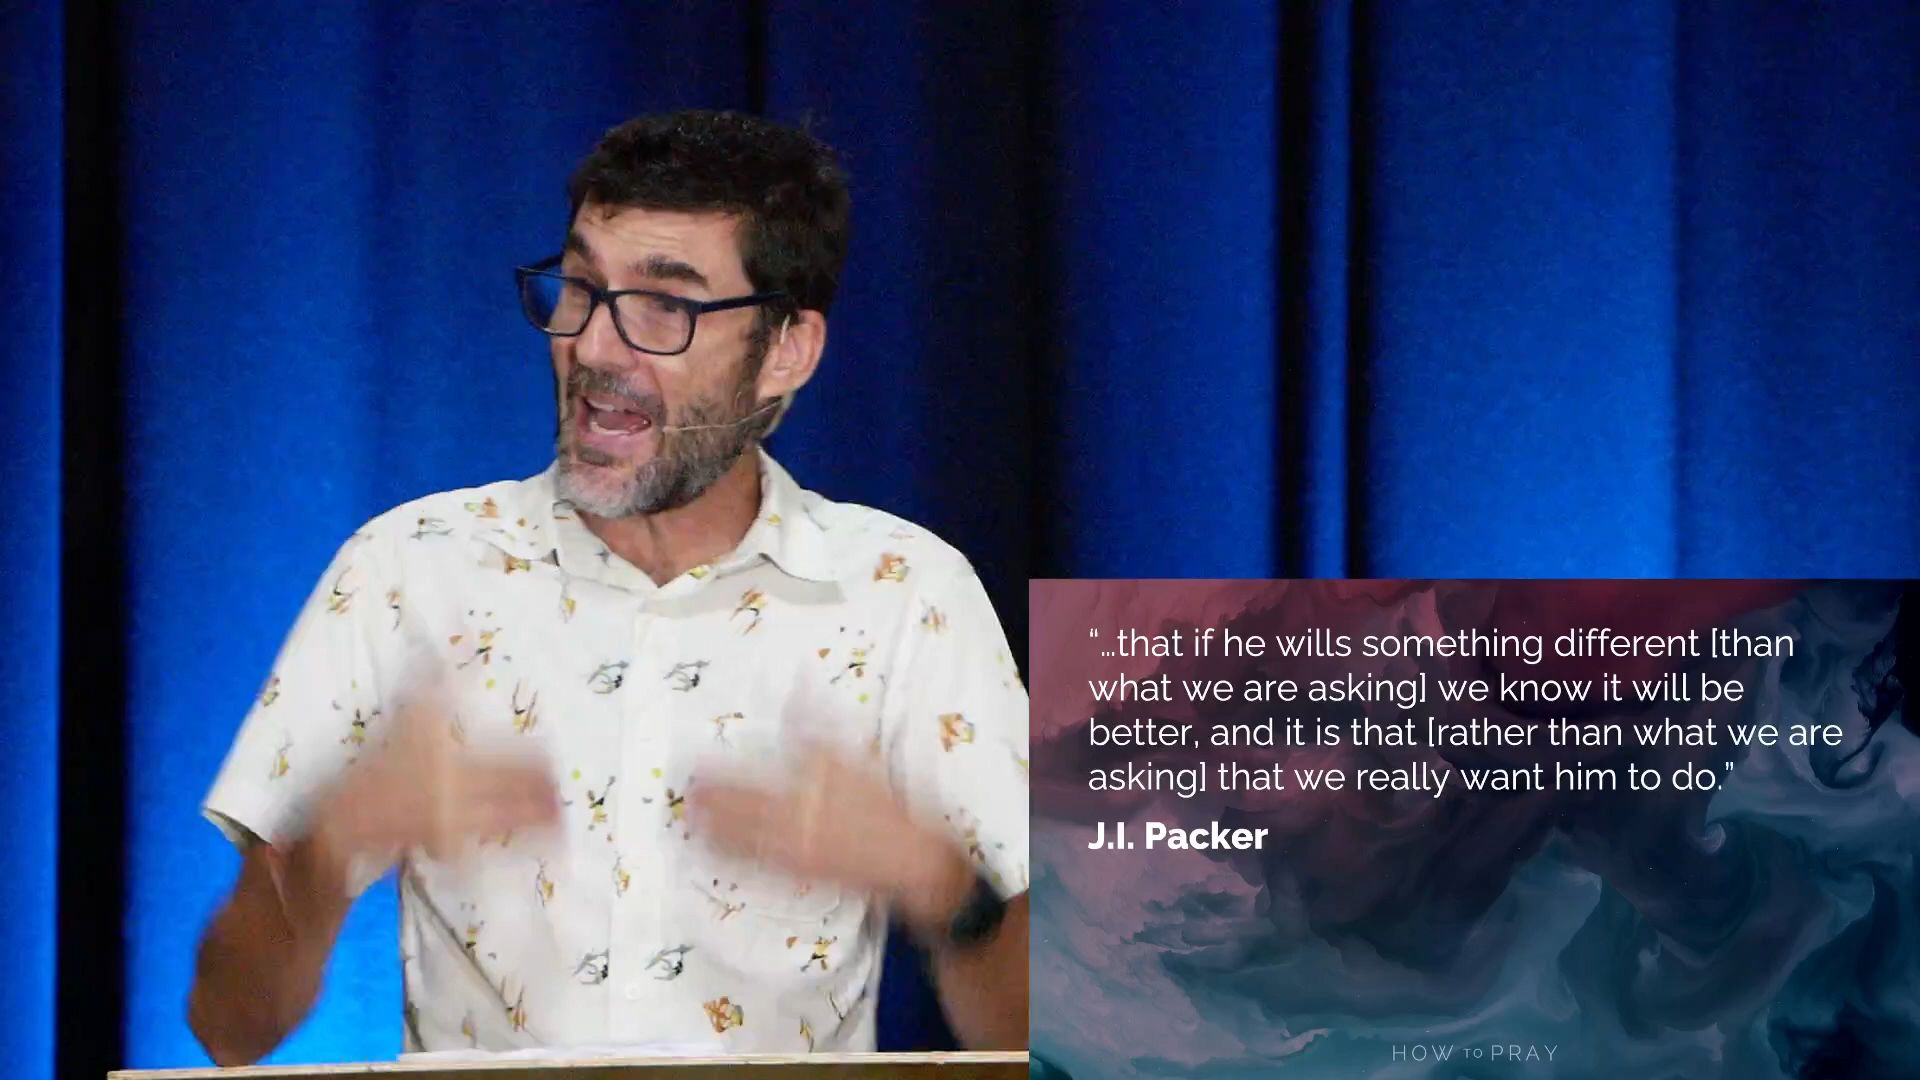 “…that if he wills something different [than
what we are asking] we know it will be
better, and it is that [rather than what we are
asking] that we really want him to do.”
J.I. Packer
HOW TO PRAY